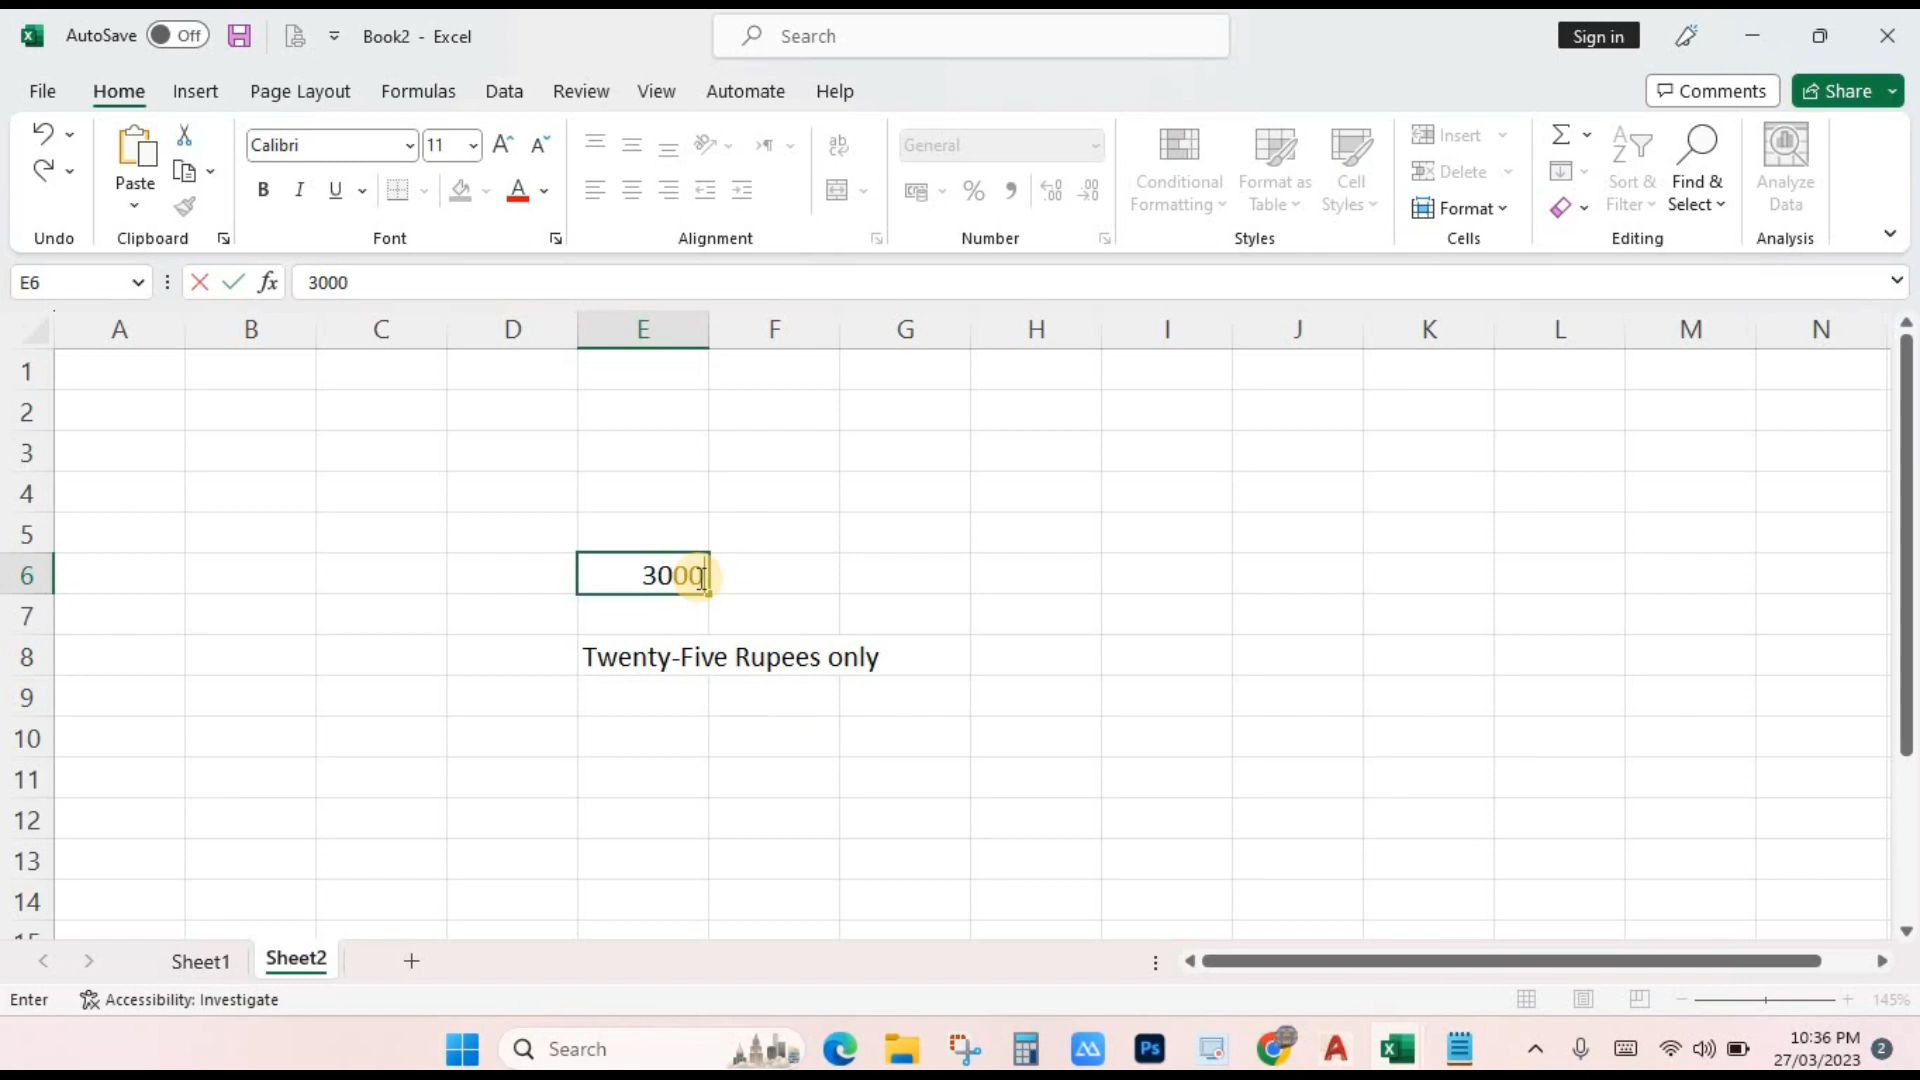 AutoSave Off Book2 - Excel Search Sign in
File Home Insert Page Layout Formulas Data Review View Automate Help Comments Share
Paste
Undo
Clipboard
Calibri 11
Font
Alignment
ab
General
Number
Conditional Formatting
Format as Table
Cell Styles
Styles
Insert
Delete
Format
Cells
Sort & Filter
Find & Select
Editing
Analyze Data
Analysis
E6 fx 3000
A B C D E F G H I J K L M N
1
2
3
4
5
6 3000
7
8 Twenty-Five Rupees only
9
10
11
12
13
14
15
Sheet1 Sheet2
Enter Accessibility: Investigate 145%
Search Ps 10:36 PM 2
27/03/2023